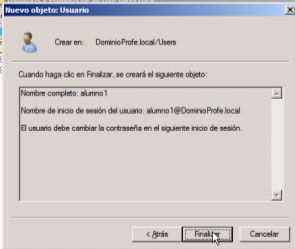 Nuevo objeto: Usuario
Crear en: DominioProfe.local/Users
Cuando haga clic en Finalizar, se creará el siguiente objeto:
Nombre completo: alumno1
Nombre de inicio de sesión del usuario: alumno1@DominioProfe.local
El usuario debe cambiar la contraseña en el siguiente inicio de sesión.
< Atrás Finalizar Cancelar